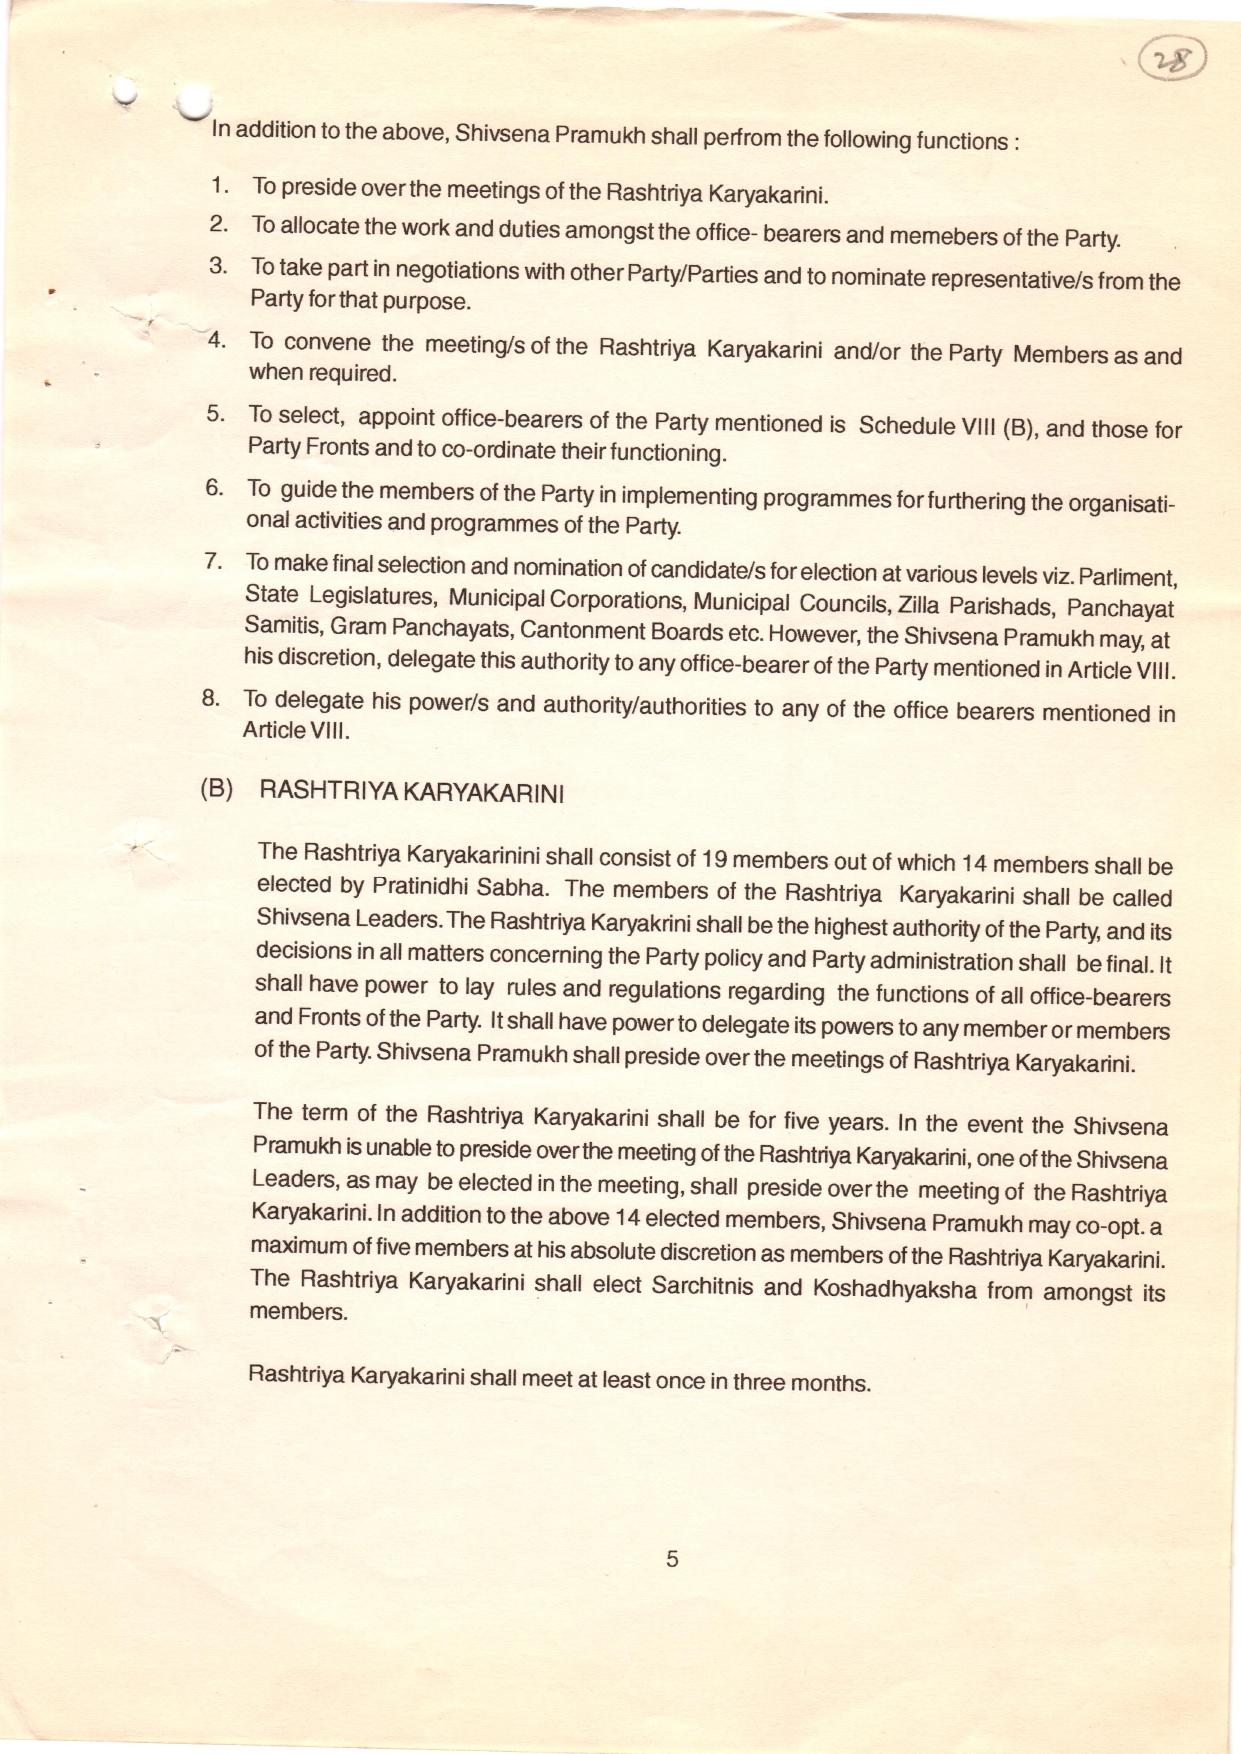 28
In addition to the above, Shivsena Pramukh shall perfrom the following functions :
1. To preside over the meetings of the Rashtriya Karyakarini.
2. To allocate the work and duties amongst the office- bearers and memebers of the Party.
3. To take part in negotiations with other Party/Parties and to nominate representative/s from the
Party for that purpose.
4. To convene the meeting/s of the Rashtriya Karyakarini and/or the Party Members as and
when required.
5. To select, appoint office-bearers of the Party mentioned is Schedule VIII (B), and those for
Party Fronts and to co-ordinate their functioning.
6. To guide the members of the Party in implementing programmes for furthering the organisati-
onal activities and programmes of the Party.
7. To make final selection and nomination of candidate/s for election at various levels viz. Parliment,
State Legislatures, Municipal Corporations, Municipal Councils, Zilla Parishads, Panchayat
Samitis, Gram Panchayats, Cantonment Boards etc. However, the Shivsena Pramukh may, at
his discretion, delegate this authority to any office-bearer of the Party mentioned in Article VIII.
8. To delegate his power/s and authority/authorities to any of the office bearers mentioned in
Article VIII.
(B) RASHTRIYA KARYAKARINI
The Rashtriya Karyakarinini shall consist of 19 members out of which 14 members shall be
elected by Pratinidhi Sabha. The members of the Rashtriya Karyakarini shall be called
Shivsena Leaders. The Rashtriya Karyakrini shall be the highest authority of the Party, and its
decisions in all matters concerning the Party policy and Party administration shall be final. It
shall have power to lay rules and regulations regarding the functions of all office-bearers
and Fronts of the Party. It shall have power to delegate its powers to any member or members
of the Party. Shivsena Pramukh shall preside over the meetings of Rashtriya Karyakarini.
The term of the Rashtriya Karyakarini shall be for five years. In the event the Shivsena
Pramukh is unable to preside over the meeting of the Rashtriya Karyakarini, one of the Shivsena
Leaders, as may be elected in the meeting, shall preside over the meeting of the Rashtriya
Karyakarini. In addition to the above 14 elected members, Shivsena Pramukh may co-opt. a
maximum of five members at his absolute discretion as members of the Rashtriya Karyakarini.
The Rashtriya Karyakarini shall elect Sarchitnis and Koshadhyaksha from amongst its
members.
Rashtriya Karyakarini shall meet at least once in three months.
5